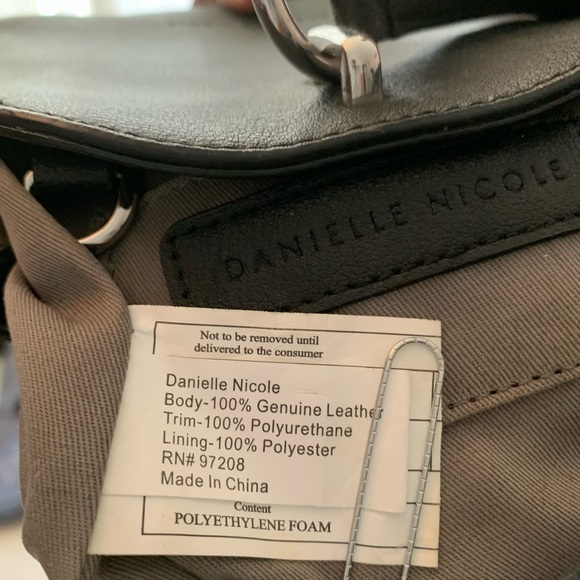 DANIELLE NICOLE
Not to be removed until
delivered to the consumer
Danielle Nicole
Body-100% Genuine Leather
Trim-100% Polyurethane
Lining-100% Polyester
RN# 97208
Made In China
Content
POLYETHYLENE FOAM